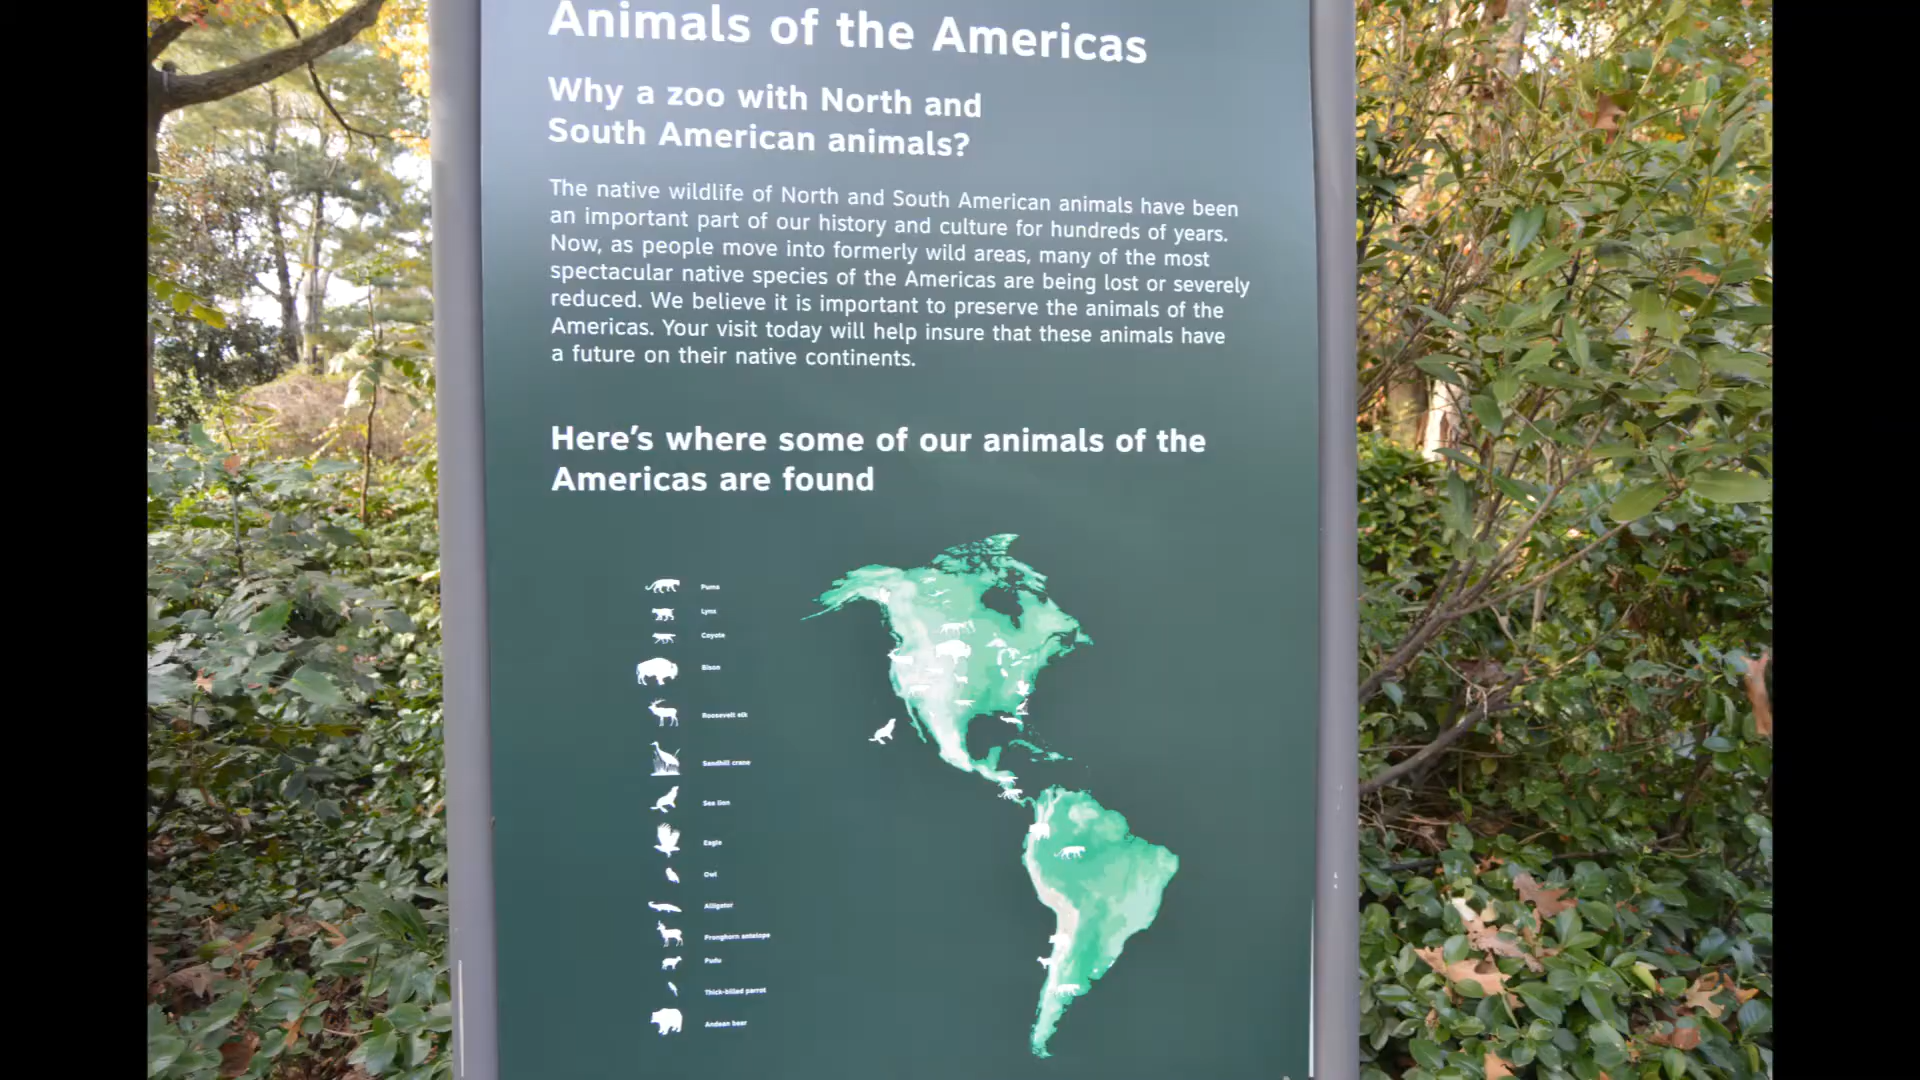 Animals of the Americas
Why a zoo with North and
South American animals?
The native wildlife of North and South American animals have been
an important part of our history and culture for hundreds of years.
Now, as people move into formerly wild areas, many of the most
spectacular native species of the Americas are being lost or severely
reduced. We believe it is important to preserve the animals of the
Americas. Your visit today will help insure that these animals have
a future on their native continents.
Here's where some of our animals of the
Americas are found
Puma
Lynx
Coyote
Bison
Roosevelt elk
Sandhill crane
Sea lion
Eagle
Owl
Alligator
Pronghorn antelope
Pudu
Thick-billed parrot
Andean bear